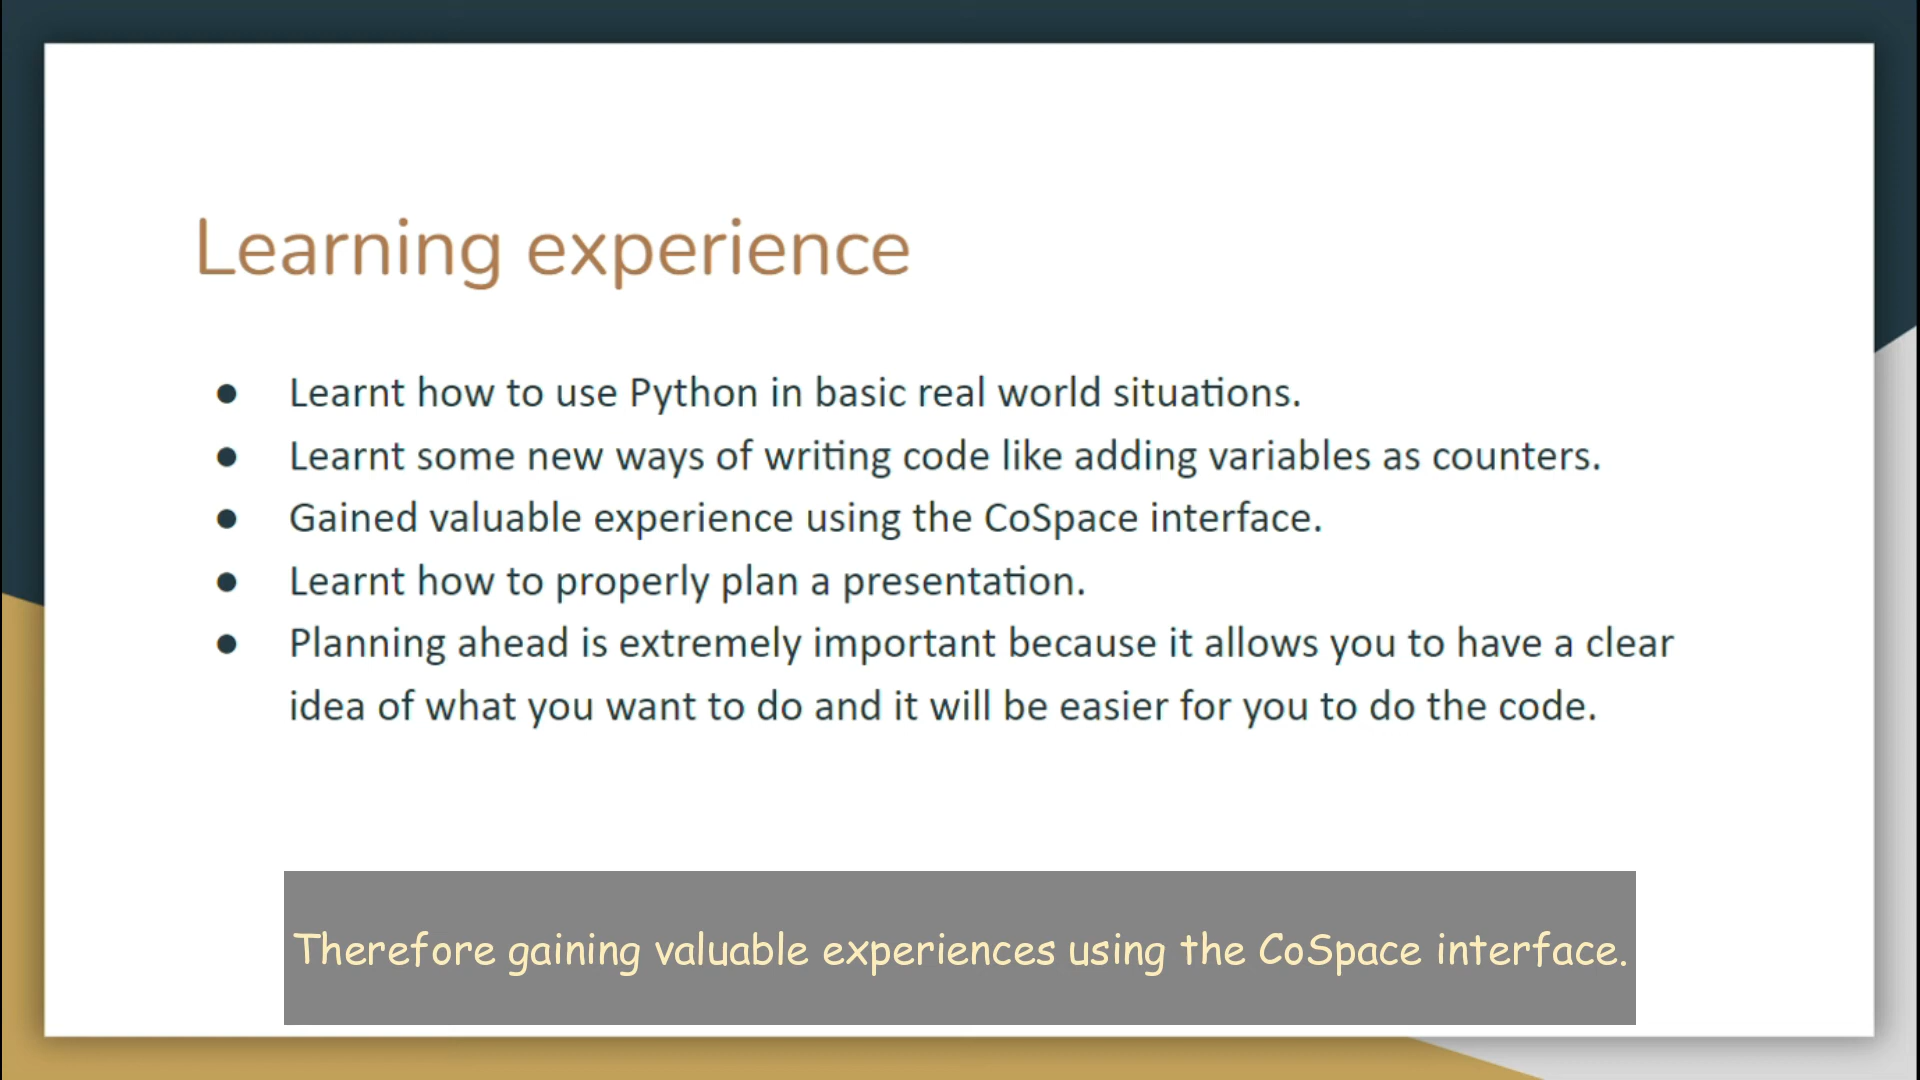 Learning experience
● Learnt how to use Python in basic real world situations.
● Learnt some new ways of writing code like adding variables as counters.
● Gained valuable experience using the CoSpace interface.
● Learnt how to properly plan a presentation.
● Planning ahead is extremely important because it allows you to have a clear
idea of what you want to do and it will be easier for you to do the code.
Therefore gaining valuable experiences using the CoSpace interface.